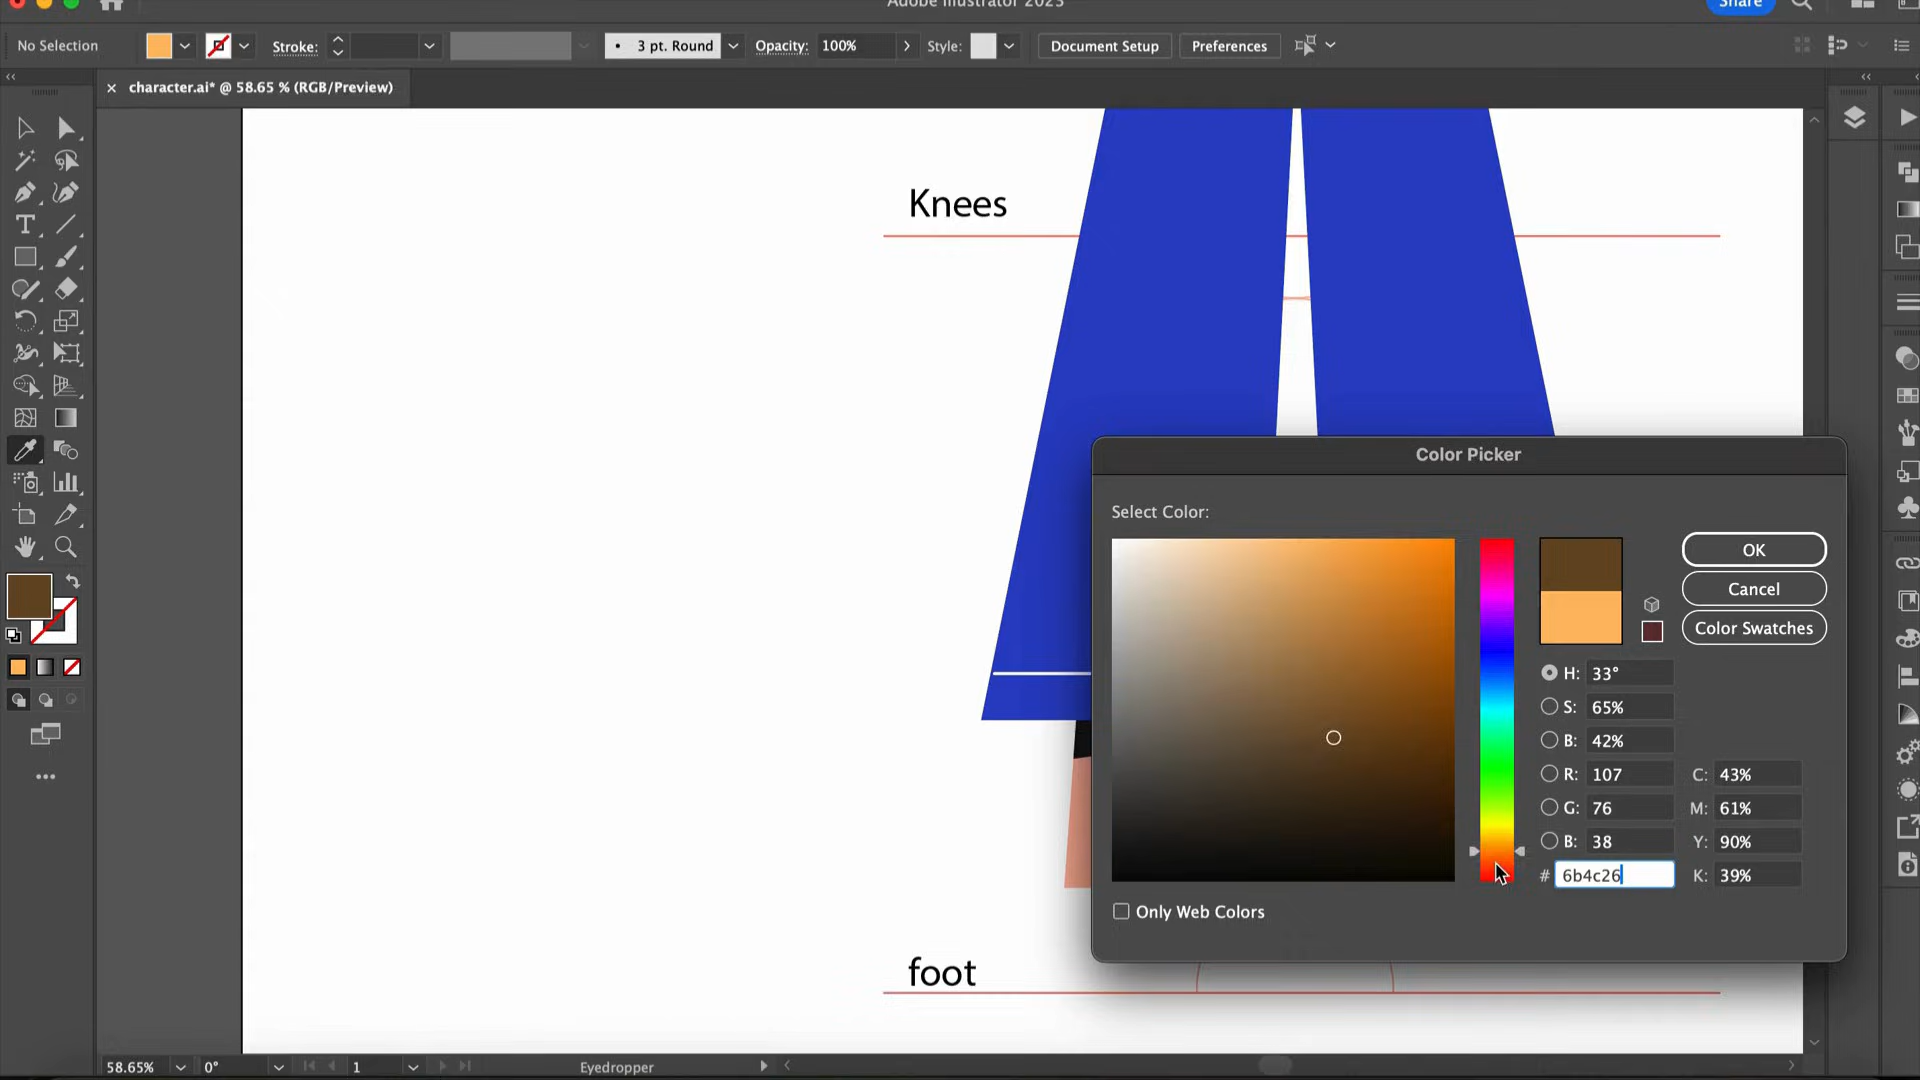 Adobe Illustrator 2023
Share
No Selection
Stroke:
3 pt. Round
Opacity:
100%
Style:
Document Setup
Preferences
character.ai* @ 58.65 % (RGB/Preview)
Knees
Color Picker
Select Color:
OK
Cancel
Color Swatches
H: 33°
S: 65%
B: 42%
R: 107 C: 43%
G: 76 M: 61%
B: 38 Y: 90%
# 6b4c26 K: 39%
Only Web Colors
foot
58.65% 0° 1 Eyedropper